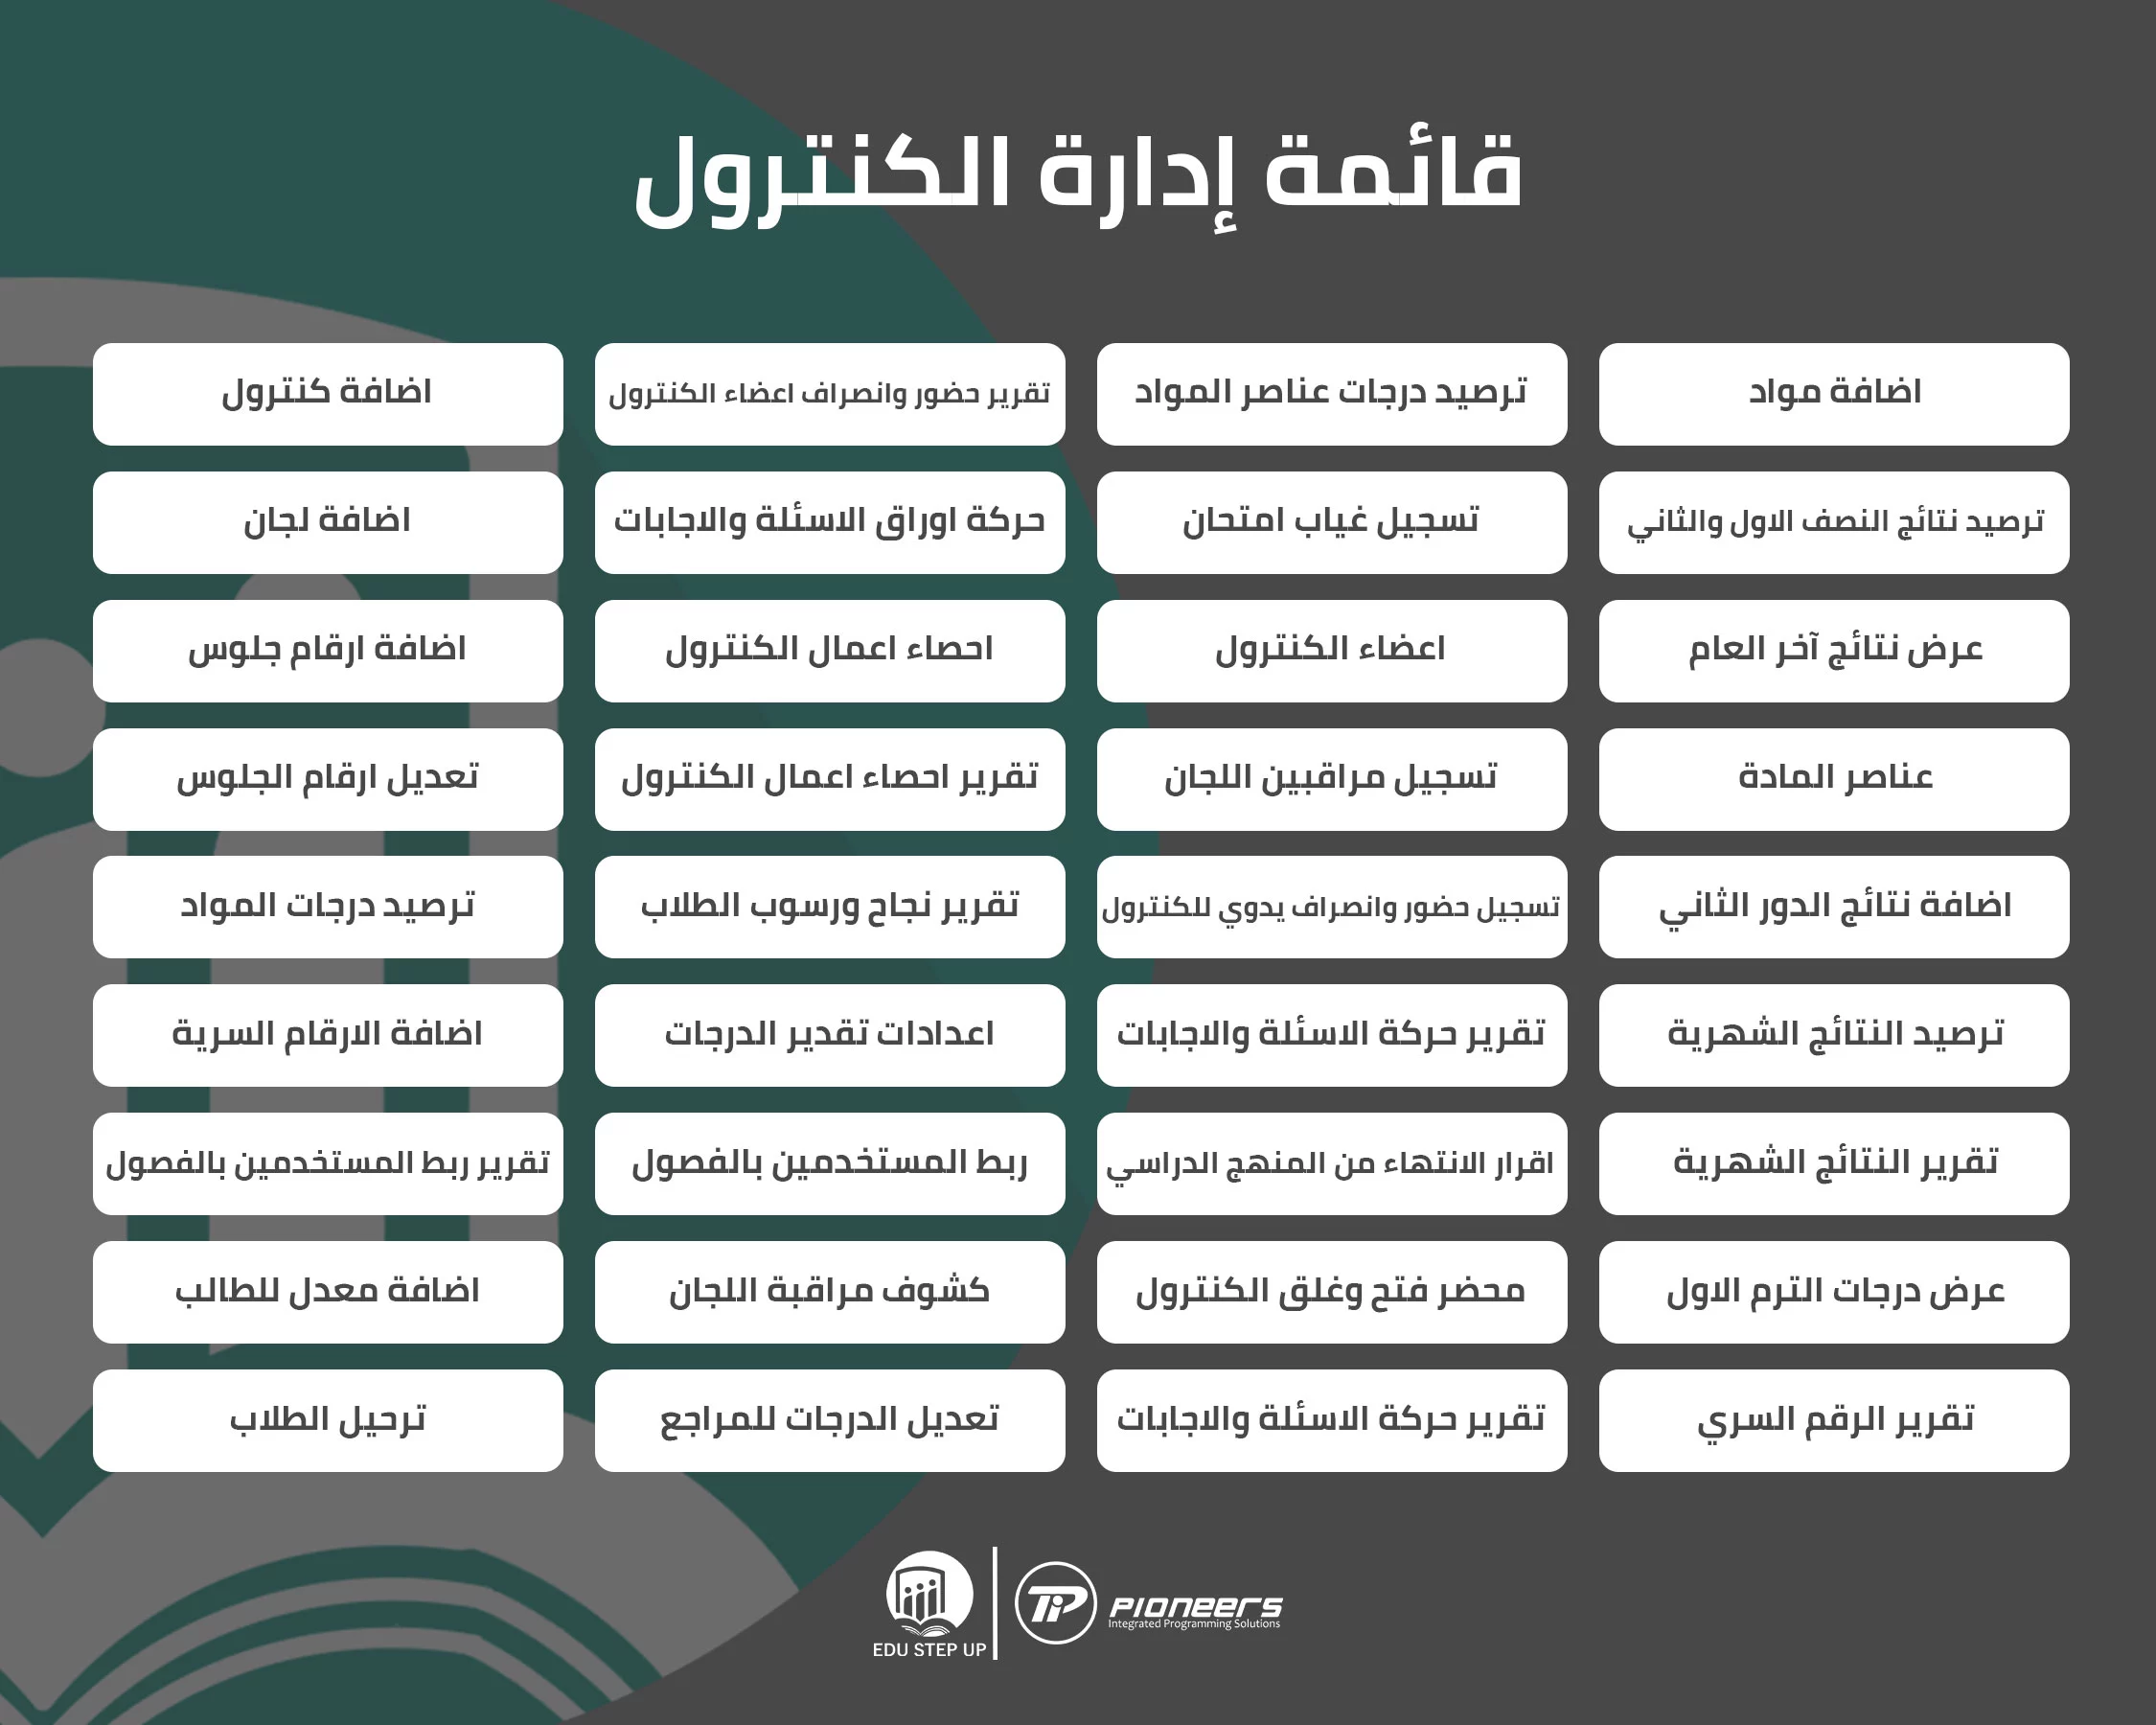 قائمة إدارة الكنترول
اضافة مواد
ترصيد درجات عناصر المواد
تقرير حضور وانصراف اعضاء الكنترول
اضافة كنترول
ترصيد نتائج النصف الاول والثاني
تسجيل غياب امتحان
حركة اوراق الاسئلة والاجابات
اضافة لجان
عرض نتائج آخر العام
اعضاء الكنترول
احصاء اعمال الكنترول
اضافة ارقام جلوس
عناصر المادة
تسجيل مراقبين اللجان
تقرير احصاء اعمال الكنترول
تعديل ارقام الجلوس
اضافة نتائج الدور الثاني
تسجيل حضور وانصراف يدوي للكنترول
تقرير نجاح ورسوب الطلاب
ترصيد درجات المواد
ترصيد النتائج الشهرية
تقرير حركة الاسئلة والاجابات
اعدادات تقدير الدرجات
اضافة الارقام السرية
تقرير النتائج الشهرية
اقرار الانتهاء من المنهج الدراسي
ربط المستخدمين بالفصول
تقرير ربط المستخدمين بالفصول
عرض درجات الترم الاول
محضر فتح وغلق الكنترول
كشوف مراقبة اللجان
اضافة معدل للطالب
تقرير الرقم السري
تقرير حركة الاسئلة والاجابات
تعديل الدرجات للمراجع
ترحيل الطلاب
EDU STEP UP
PIONEERS
Integrated Programming Solutions